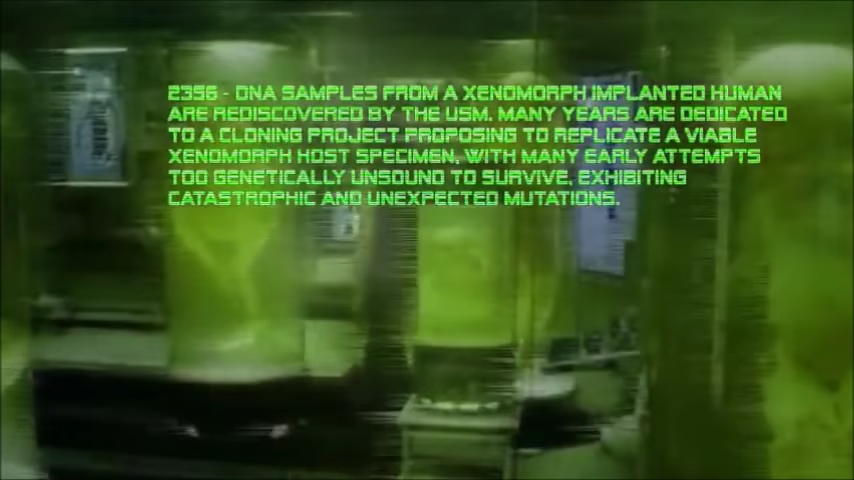 2356 - DNA SAMPLES FROM A XENOMORPH IMPLANTED HUMAN
ARE REDISCOVERED BY THE USM. MANY YEARS ARE DEDICATED
TO A CLONING PROJECT PROPOSING TO REPLICATE A VIABLE
XENOMORPH HOST SPECIMEN, WITH MANY EARLY ATTEMPTS
TOO GENETICALLY UNSOUND TO SURVIVE, EXHIBITING
CATASTROPHIC AND UNEXPECTED MUTATIONS.